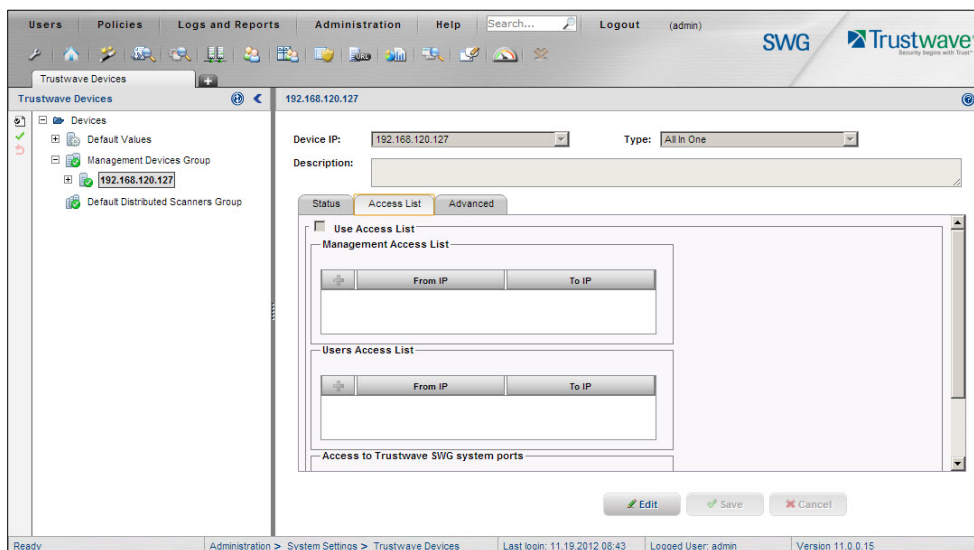 Users Policies Logs and Reports Administration Help Search... Logout (admin)
SWG Trustwave®
Security begins with Trust™
Trustwave Devices
Trustwave Devices
192.168.120.127
Devices
Default Values
Management Devices Group
192.168.120.127
Default Distributed Scanners Group
Device IP: 192.168.120.127 Type: All In One
Description:
Status Access List Advanced
Use Access List
Management Access List
From IP To IP
Users Access List
From IP To IP
Access to Trustwave SWG system ports
Edit Save Cancel
Ready Administration > System Settings > Trustwave Devices Last login: 11.19.2012 08:43 Logged User: admin Version 11.0.0.15